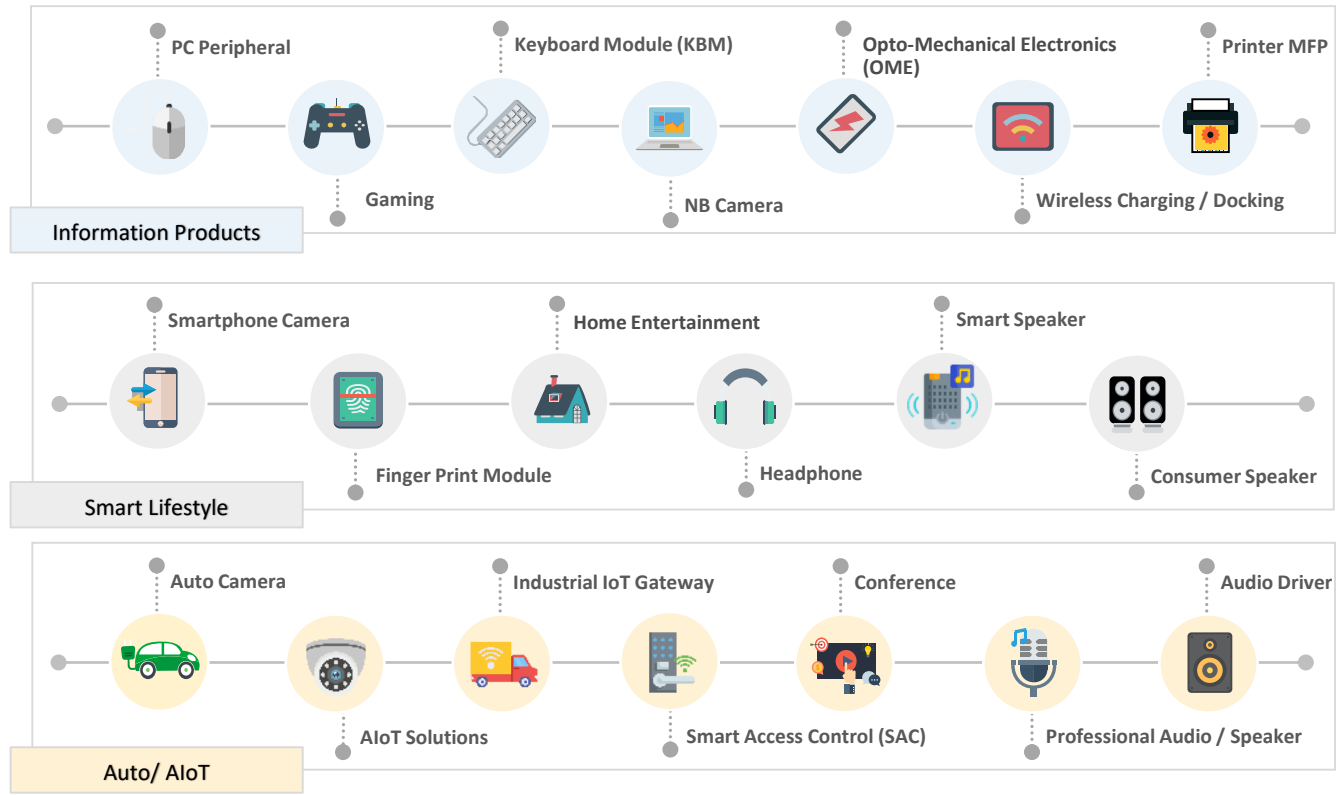 PC Peripheral
Keyboard Module (KBM)
Opto-Mechanical Electronics
(OME)
Printer MFP
Gaming
NB Camera
Wireless Charging / Docking
Information Products
Smartphone Camera
Home Entertainment
Smart Speaker
Finger Print Module
Headphone
Consumer Speaker
Smart Lifestyle
Auto Camera
Industrial IoT Gateway
Conference
Audio Driver
AIoT Solutions
Smart Access Control (SAC)
Professional Audio / Speaker
Auto/ AIoT